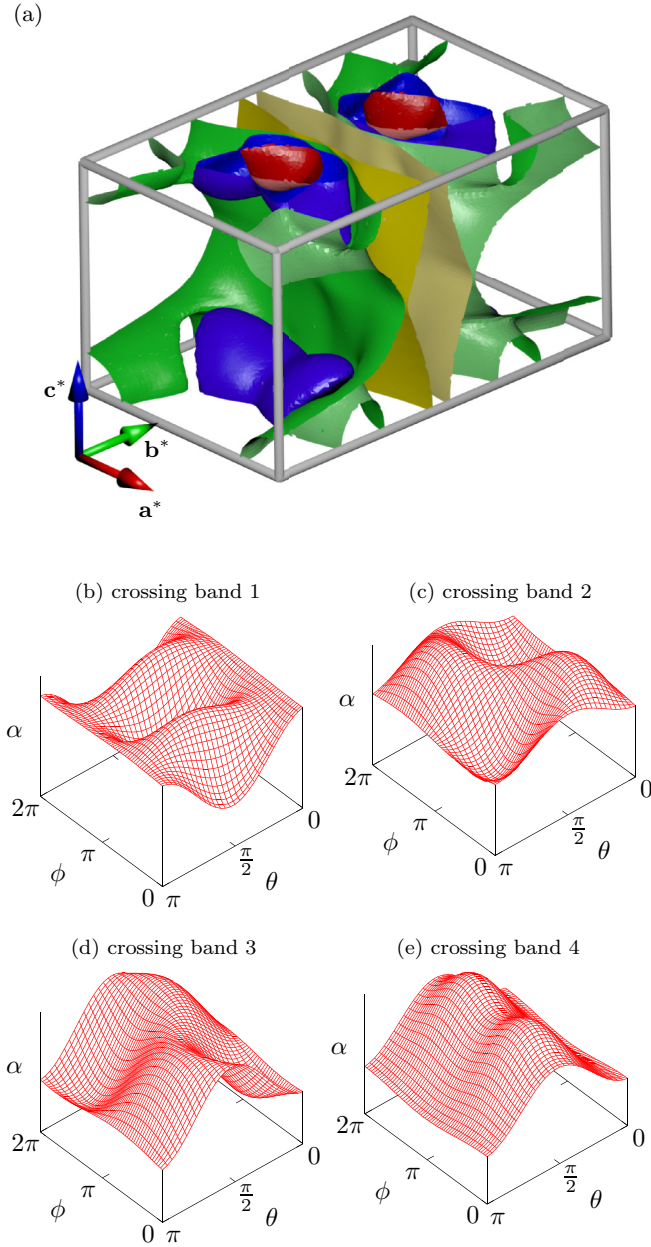 (a)
c*
b*
a*
(b) crossing band 1
(c) crossing band 2
α
2π
ϕ
π
0
π
π/2
θ
0
α
2π
ϕ
π
0
π
π/2
θ
0
(d) crossing band 3
(e) crossing band 4
α
2π
ϕ
π
0
π
π/2
θ
0
α
2π
ϕ
π
0
π
π/2
θ
0